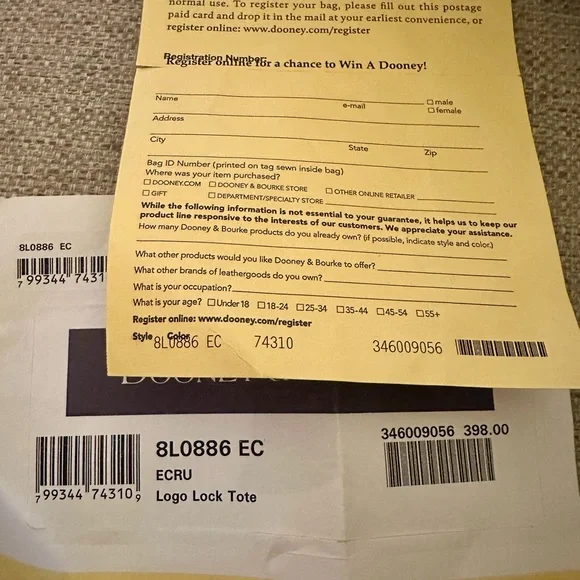 normal use. To register your bag, please fill out this postage
paid card and drop it in the mail at your earliest convenience, or
register online: www.dooney.com/register
Registration Number:
Register online for a chance to Win A Dooney!
Name e-mail □ male
□ female
Address
City State Zip
Bag ID Number (printed on tag sewn inside bag)
Where was your item purchased?
□ DOONEY.COM □ DOONEY & BOURKE STORE □ OTHER ONLINE RETAILER
□ GIFT □ DEPARTMENT/SPECIALTY STORE
While the following information is not essential to your guarantee, it helps us to keep our
product line responsive to the interests of our customers. We appreciate your assistance.
How many Dooney & Bourke products do you already own? (if possible, indicate style and color.)
What other products would you like Dooney & Bourke to offer?
What other brands of leathergoods do you own?
What is your occupation?
What is your age? □ Under 18 □ 18-24 □ 25-34 □ 35-44 □ 45-54 □ 55+
Register online: www.dooney.com/register
Style Color
8L0886 EC 74310 346009056
8L0886 EC
7 99344 7431
DOONEY
8L0886 EC
ECRU
Logo Lock Tote
7 99344 74310 9
346009056 398.00